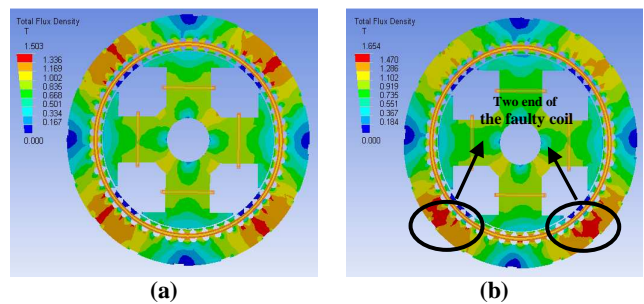 Total Flux Density
T
1.503
1.336
1.169
1.002
0.835
0.668
0.501
0.334
0.167
0.000
(a)
Total Flux Density
T
1.654
1.470
1.286
1.102
0.919
0.735
0.551
0.367
0.184
0.000
Two end of
the faulty coil
(b)